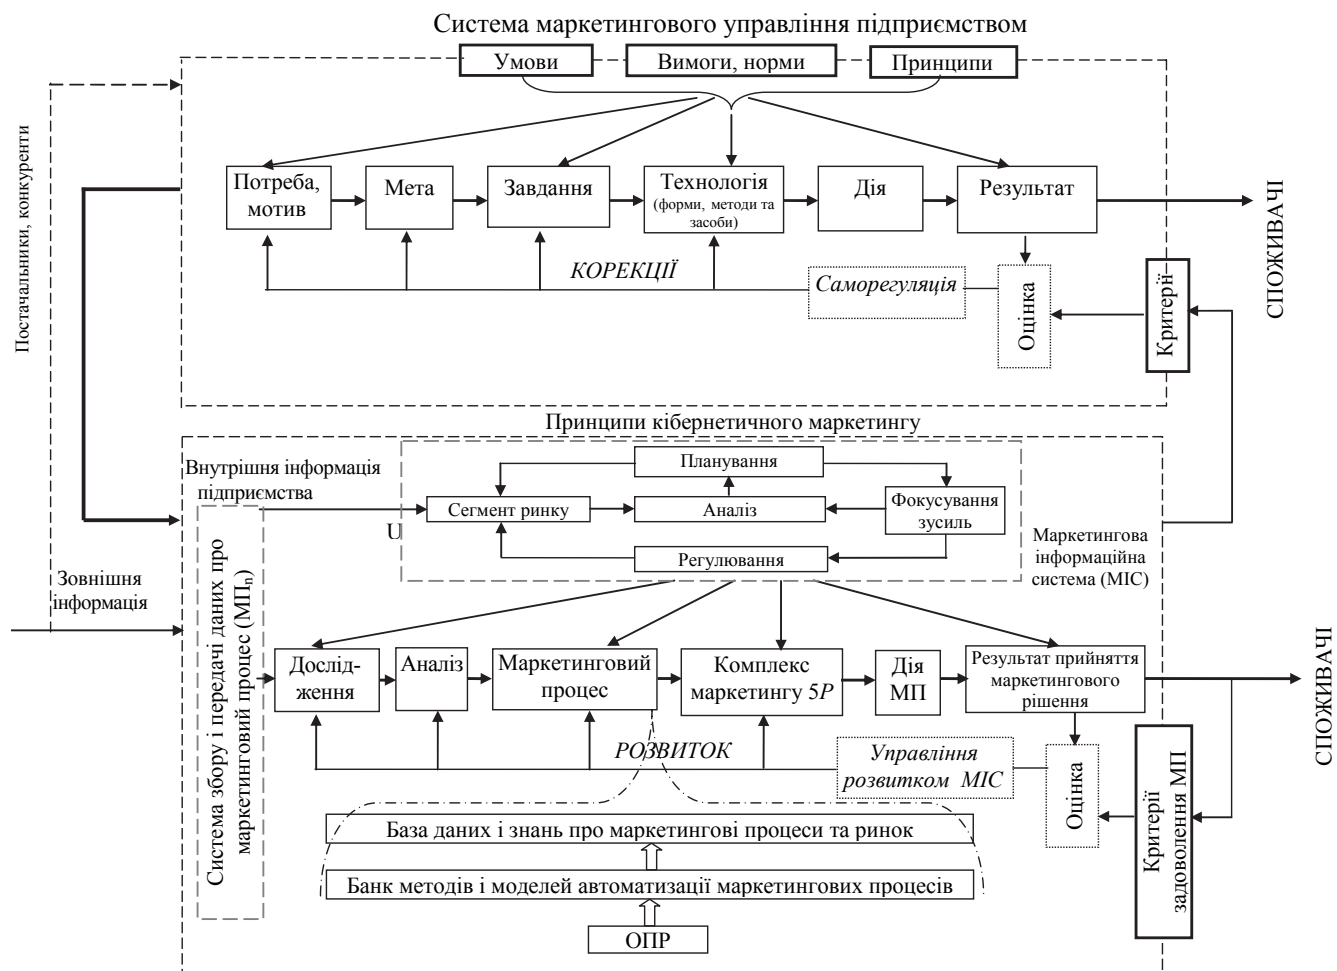 Система маркетингового управління підприємством
Умови
Вимоги, норми
Принципи
Постачальники, конкуренти
Потреба,
мотив
Мета
Завдання
Технологія
(форми, методи та
засоби)
Дія
Результат
СПОЖИВАЧІ
КОРЕКЦІЇ
Саморегуляція
Оцінка
Критерії
Принципи кібернетичного маркетингу
Внутрішня інформація
підприємства
U
Планування
Сегмент ринку
Аналіз
Фокусування
зусиль
Регулювання
Маркетингова
інформаційна
система (МІС)
Зовнішня
інформація
Система збору і передачі даних про
маркетинговий процес (МПn)
Дослід-
ження
Аналіз
Маркетинговий
процес
Комплекс
маркетингу 5P
Дія
МП
Результат прийняття
маркетингового
рішення
СПОЖИВАЧІ
РОЗВИТОК
Управління
розвитком МІС
Оцінка
Критерії
задоволення МП
База даних і знань про маркетингові процеси та ринок
Банк методів і моделей автоматизації маркетингових процесів
ОПР